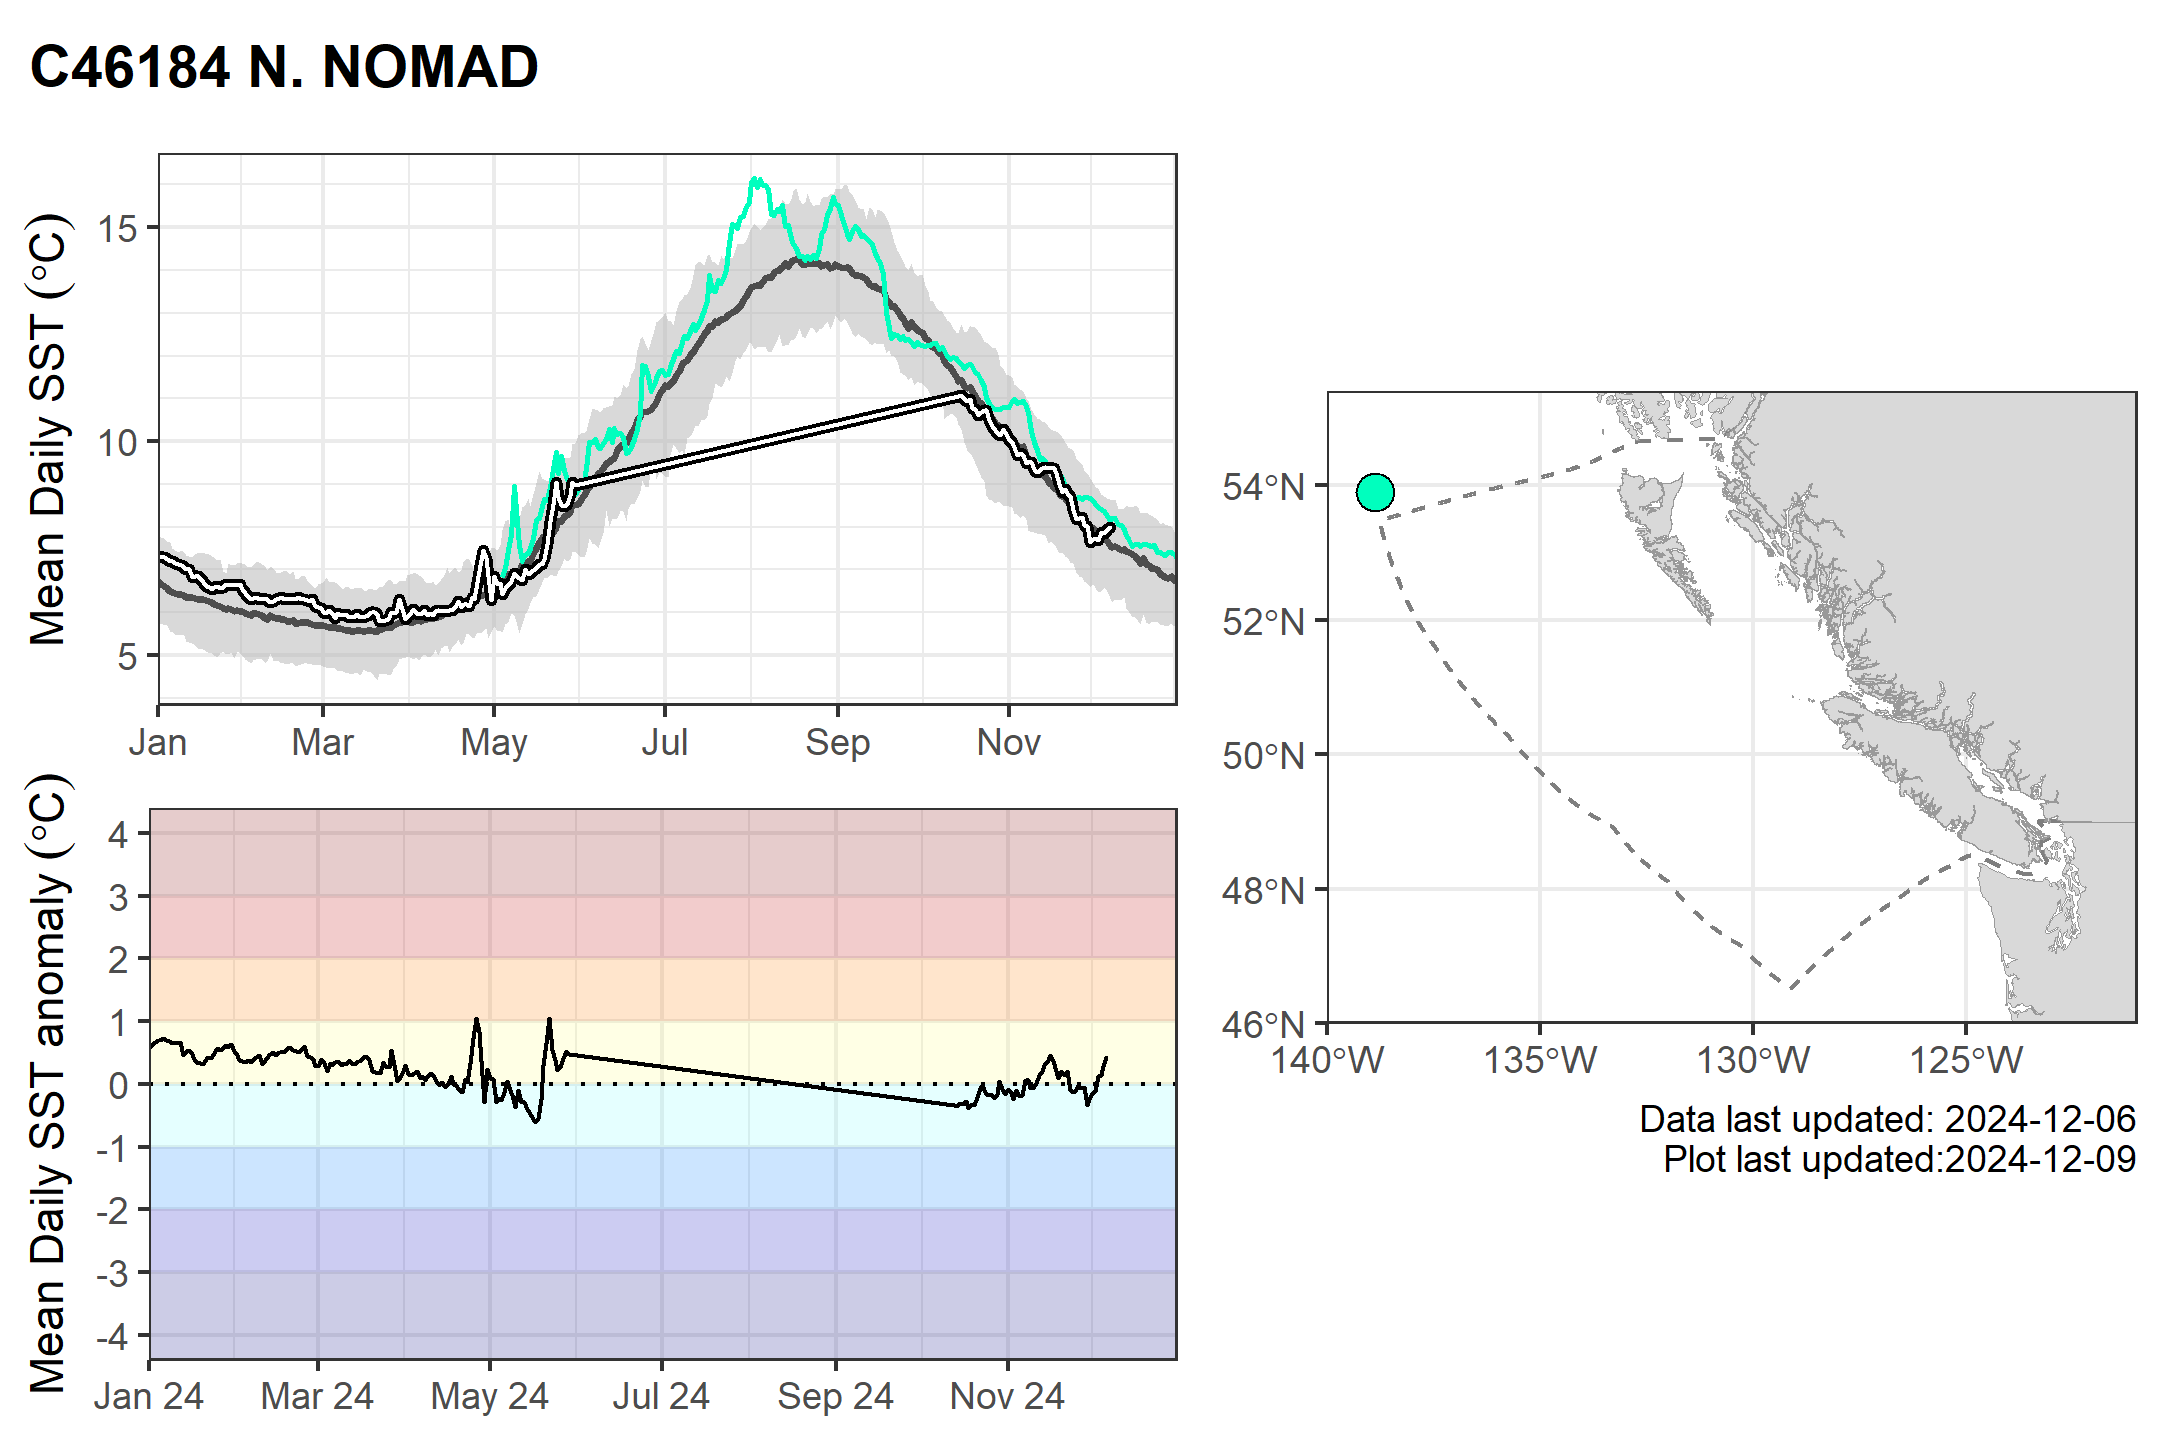 C46184 N. NOMAD
Mean Daily SST (°C)
15
10
5
Jan Mar May Jul Sep Nov
Mean Daily SST anomaly (°C)
4
3
2
1
0
-1
-2
-3
-4
Jan 24 Mar 24 May 24 Jul 24 Sep 24 Nov 24
54°N
52°N
50°N
48°N
46°N
140°W 135°W 130°W 125°W
Data last updated: 2024-12-06
Plot last updated:2024-12-09